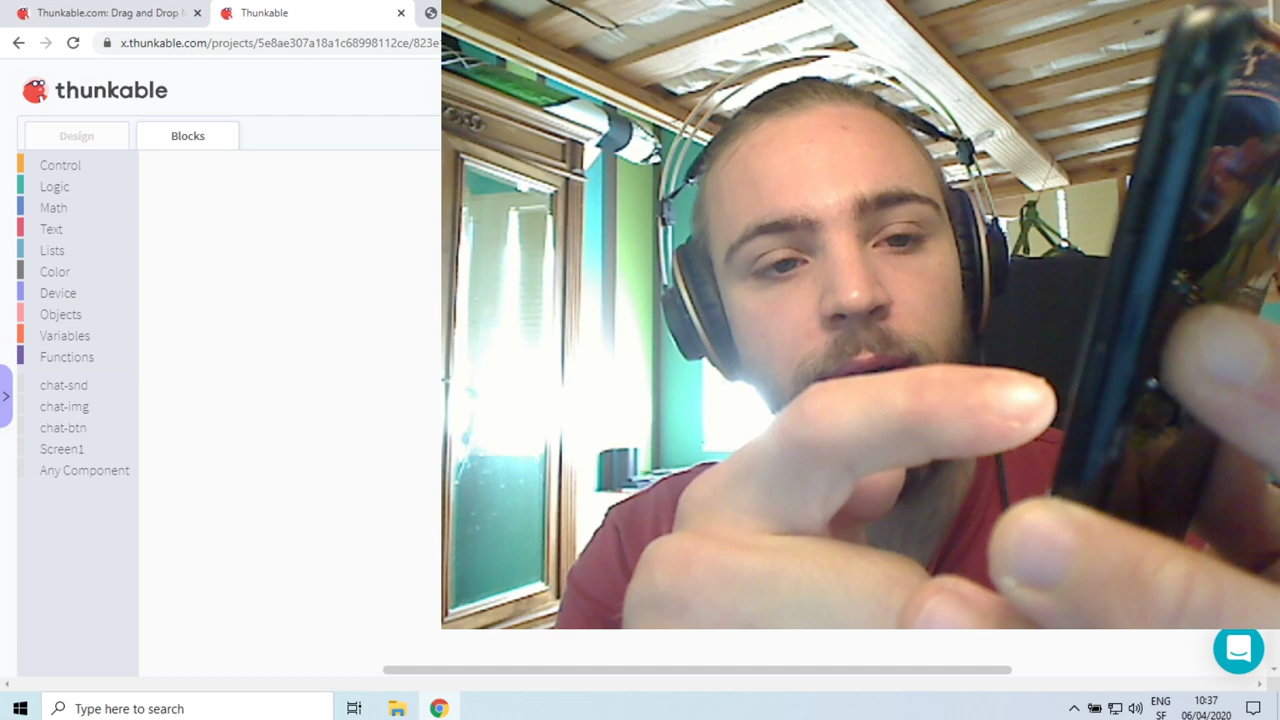 Thunkable.com: Drag and Drop
Thunkable
x.thunkable.com/projects/5e8ae307a18a1c68998112ce/823e
thunkable
Design
Blocks
Control
Logic
Math
Text
Lists
Color
Device
Objects
Variables
Functions
chat-snd
chat-img
chat-btn
Screen1
Any Component
Type here to search
ENG
SF
10:37
06/04/2020